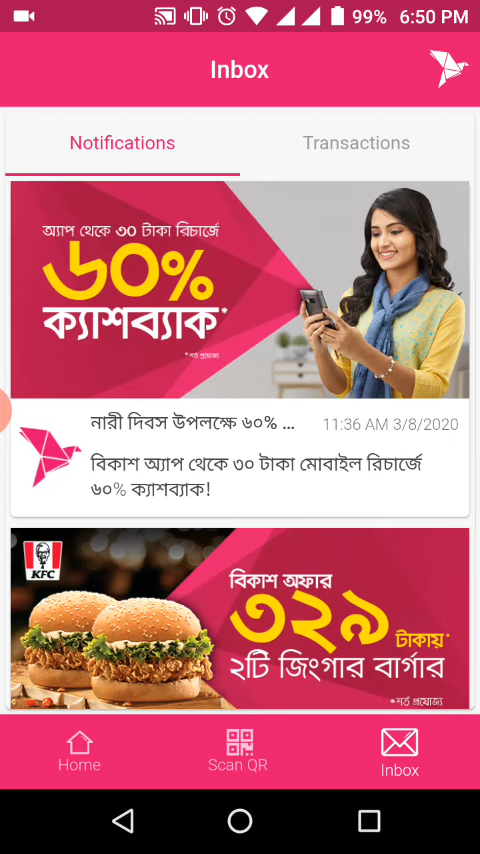 99% 6:50 PM
Inbox
Notifications Transactions
অ্যাপ থেকে ৩০ টাকা রিচার্জে
৬০%
ক্যাশব্যাক*
*শর্ত প্রযোজ্য
নারী দিবস উপলক্ষে ৬০% ... 11:36 AM 3/8/2020
বিকাশ অ্যাপ থেকে ৩০ টাকা মোবাইল রিচার্জে
৬০% ক্যাশব্যাক!
KFC
বিকাশ অফার
৩২৯ টাকায়*
২টি জিংগার বার্গার
*শর্ত প্রযোজ্য
Home Scan QR Inbox